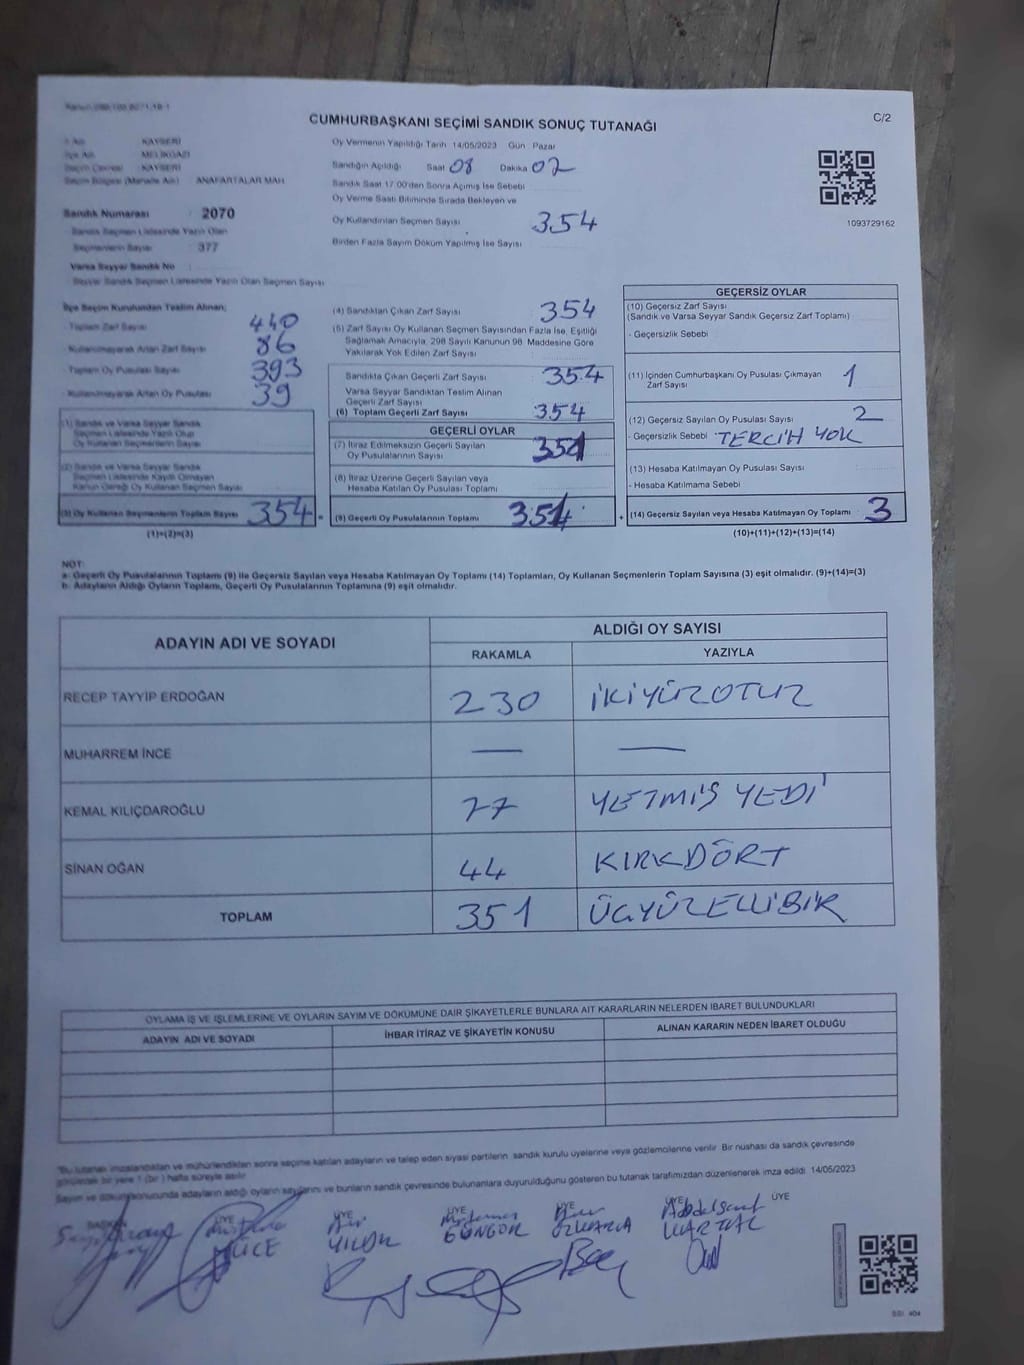 C/2
CUMHURBAŞKANI SEÇİMİ SANDIK SONUÇ TUTANAĞI
KAYSERİ
MELİKGAZİ
KAYSERİ
ANAFARTALAR MAH.
Sandık Numarası : 2070
Sandık Seçmen Listesinde Yazılı Olan
Seçmenlerin Sayısı : 377
Varsa Seyyar Sandık No
Seyyar Sandık Seçmen Listesinde Yazılı Olan Seçmen Sayısı
Oy Vermenin Yapıldığı Tarih 14/05/2023 Gün Pazar
Sandığın Açıldığı Saat 08 Dakika 02
Sandık Saat 17:00'den Sonra Açımış İse Sebebi
Oy Verme Saati Bitiminde Sırada Bekleyen ve
Oy Kullandırılan Seçmen Sayısı 354
Birden Fazla Sayım Döküm Yapılmış İse Sayısı
1093729162
İlçe Seçim Kurulundan Teslim Alınan;
- Toplam Zarf Sayısı 440
- Kullanılmayarak Artan Zarf Sayısı 86
Toplam Oy Pusulası Sayısı 393
- Kullanılmayarak Artan Oy Pusulası 39
(1) Sandık ve Varsa Seyyar Sandık
Seçmen Listesinde Yazılı Olup
Oy Kullanan Seçmenlerin Sayısı
(2) Sandık ve Varsa Seyyar Sandık
Seçmen Listesinde Kayıtlı Olmayan
Kanun Gereği Oy Kullanan Seçmen Sayısı
(3) Oy Kullanan Seçmenlerin Toplam Sayısı 354 =
(1)+(2)=(3)
(4) Sandıktan Çıkan Zarf Sayısı 354
(5) Zarf Sayısı Oy Kullanan Seçmen Sayısından Fazla İse, Eşitliği
Sağlamak Amacıyla, 298 Sayılı Kanunun 98. Maddesine Göre
Yakılarak Yok Edilen Zarf Sayısı
Sandıkta Çıkan Geçerli Zarf Sayısı 354
Varsa Seyyar Sandıktan Teslim Alınan
Geçerli Zarf Sayısı
(6) Toplam Geçerli Zarf Sayısı 354
GEÇERLİ OYLAR
(7) İtiraz Edilmeksizin Geçerli Sayılan
Oy Pusulalarının Sayısı 351
(8) İtiraz Üzerine Geçerli Sayılan veya
Hesaba Katılan Oy Pusulası Toplamı
(9) Geçerli Oy Pusulalarının Toplamı 351 +
GEÇERSİZ OYLAR
(10) Geçersiz Zarf Sayısı
(Sandık ve Varsa Seyyar Sandık Geçersiz Zarf Toplamı)
- Geçersizlik Sebebi
(11) İçinden Cumhurbaşkanı Oy Pusulası Çıkmayan
Zarf Sayısı 1
(12) Geçersiz Sayılan Oy Pusulası Sayısı 2
- Geçersizlik Sebebi TERCİH YOK
(13) Hesaba Katılmayan Oy Pusulası Sayısı
- Hesaba Katılmama Sebebi
(14) Geçersiz Sayılan veya Hesaba Katılmayan Oy Toplamı 3
(10)+(11)+(12)+(13)=(14)
NOT:
a- Geçerli Oy Pusulalarının Toplamı (9) ile Geçersiz Sayılan veya Hesaba Katılmayan Oy Toplamı (14) Toplamları, Oy Kullanan Seçmenlerin Toplam Sayısına (3) eşit olmalıdır. (9)+(14)=(3)
b- Adayların Aldığı Oyların Toplamı, Geçerli Oy Pusulalarının Toplamına (9) eşit olmalıdır.
ADAYIN ADI VE SOYADI
ALDIĞI OY SAYISI
RAKAMLA YAZIYLA
RECEP TAYYİP ERDOĞAN 230 İKİYÜZOTUZ
MUHARREM İNCE — —
KEMAL KILIÇDAROĞLU 77 YETMİŞ YEDİ
SİNAN OĞAN 44 KIRKDÖRT
TOPLAM 351 ÜÇYÜZELLİBİR
OYLAMA İŞ VE İŞLEMLERİNE VE OYLARIN SAYIM VE DÖKÜMÜNE DAİR ŞİKAYETLERLE BUNLARA AİT KARARLARIN NELERDEN İBARET BULUNDUKLARI
ADAYIN ADI VE SOYADI İHBAR İTİRAZ VE ŞİKAYETİN KONUSU ALINAN KARARIN NEDEN İBARET OLDUĞU
"Bu tutanak imzalandıktan ve mühürlendikten sonra seçime katılan adayların ve talep eden siyasi partilerin sandık kurulu üyelerine veya gözlemcilerine verilir. Bir nüshası da sandık çevresinde
görülecek bir yere 1 (bir) hafta süreyle asılır.
Sayım ve döküm sonucunda adayların aldığı oyların sayılarını ve bunların sandık çevresinde bulunanlara duyurulduğunu gösteren bu tutanak tarafımızdan düzenlenerek imza edildi. 14/05/2023
BAŞKAN ÜYE ÜYE ÜYE ÜYE ÜYE ÜYE
YILDIZ GÜNGÖR ÖZKARCA KARTAL